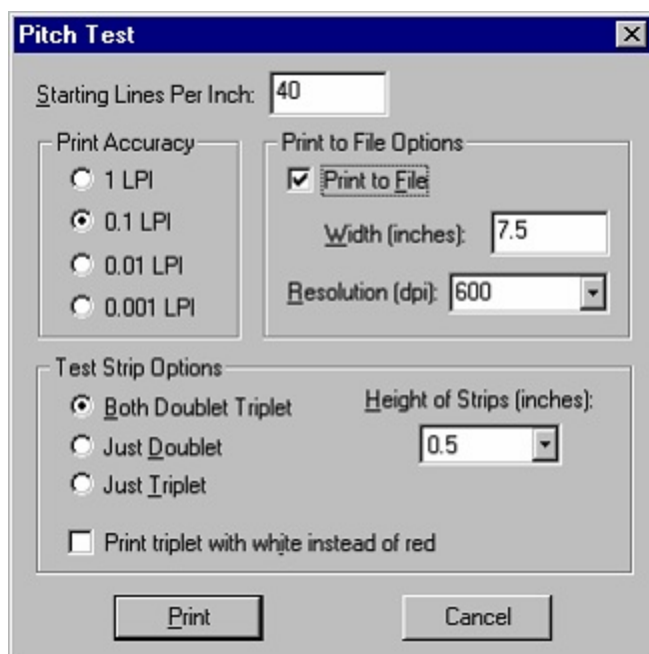 Pitch Test
Starting Lines Per Inch: 40
Print Accuracy
1 LPI
0.1 LPI
0.01 LPI
0.001 LPI
Print to File Options
Print to File
Width (inches): 7.5
Resolution (dpi): 600
Test Strip Options
Both Doublet Triplet
Just Doublet
Just Triplet
Height of Strips (inches):
0.5
Print triplet with white instead of red
Print Cancel